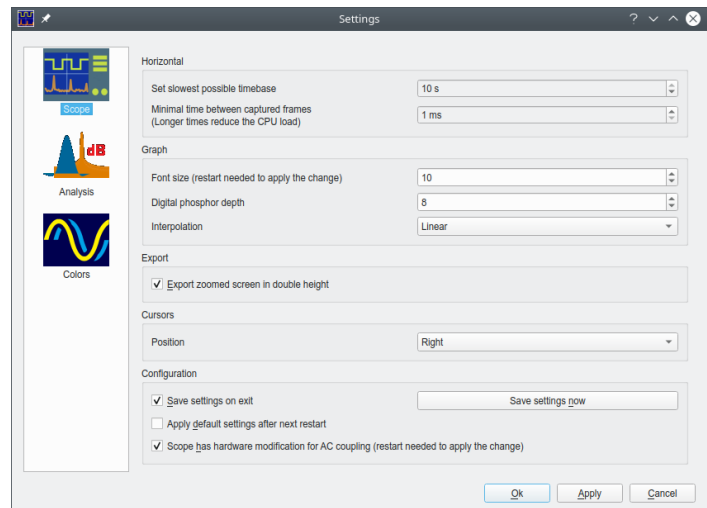 Settings
?
Scope
dB
Analysis
Colors
Horizontal
Set slowest possible timebase
10 s
Minimal time between captured frames
(Longer times reduce the CPU load)
1 ms
Graph
Font size (restart needed to apply the change)
10
Digital phosphor depth
8
Interpolation
Linear
Export
Export zoomed screen in double height
Cursors
Position
Right
Configuration
Save settings on exit
Save settings now
Apply default settings after next restart
Scope has hardware modification for AC coupling (restart needed to apply the change)
Ok
Apply
Cancel